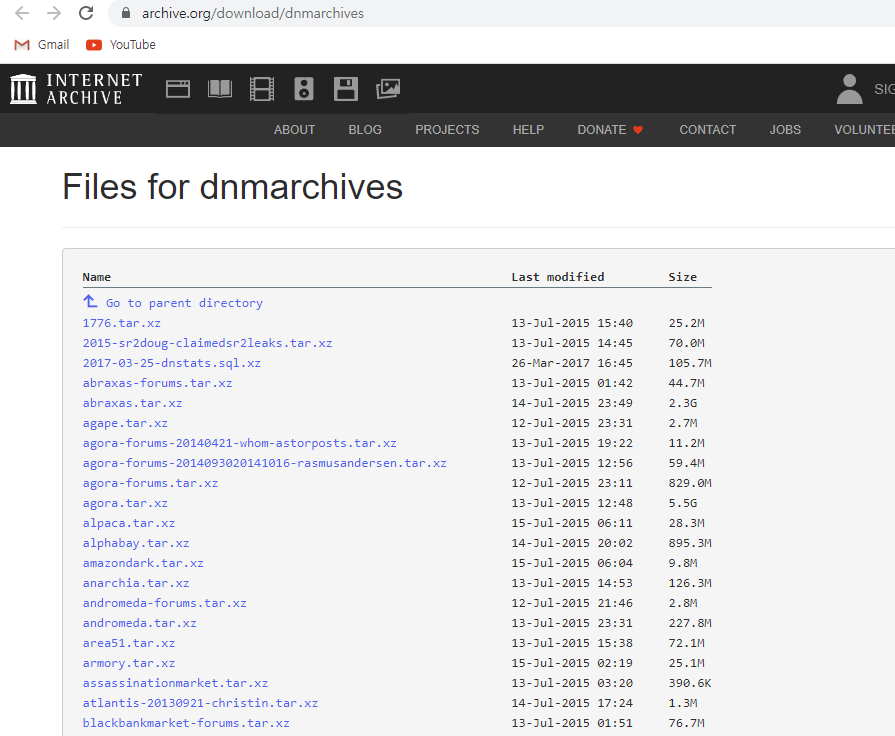 archive.org/download/dnmarchives
Gmail YouTube
INTERNET
ARCHIVE
SIG
ABOUT BLOG PROJECTS HELP DONATE CONTACT JOBS VOLUNTEE
Files for dnmarchives
Name Last modified Size
Go to parent directory
1776.tar.xz 13-Jul-2015 15:40 25.2M
2015-sr2doug-claimedsr2leaks.tar.xz 13-Jul-2015 14:45 70.0M
2017-03-25-dnstats.sql.xz 26-Mar-2017 16:45 105.7M
abraxas-forums.tar.xz 13-Jul-2015 01:42 44.7M
abraxas.tar.xz 14-Jul-2015 23:49 2.3G
agape.tar.xz 12-Jul-2015 23:31 2.7M
agora-forums-20140421-whom-astorposts.tar.xz 13-Jul-2015 19:22 11.2M
agora-forums-2014093020141016-rasmusandersen.tar.xz 13-Jul-2015 12:56 59.4M
agora-forums.tar.xz 12-Jul-2015 23:11 829.0M
agora.tar.xz 13-Jul-2015 12:48 5.5G
alpaca.tar.xz 15-Jul-2015 06:11 28.3M
alphabay.tar.xz 14-Jul-2015 20:02 895.3M
amazondark.tar.xz 15-Jul-2015 06:04 9.8M
anarchia.tar.xz 13-Jul-2015 14:53 126.3M
andromeda-forums.tar.xz 12-Jul-2015 21:46 2.8M
andromeda.tar.xz 13-Jul-2015 23:31 227.8M
area51.tar.xz 13-Jul-2015 15:38 72.1M
armory.tar.xz 15-Jul-2015 02:19 25.1M
assassinationmarket.tar.xz 13-Jul-2015 03:20 390.6K
atlantis-20130921-christin.tar.xz 14-Jul-2015 17:24 1.3M
blackbankmarket-forums.tar.xz 13-Jul-2015 01:51 76.7M